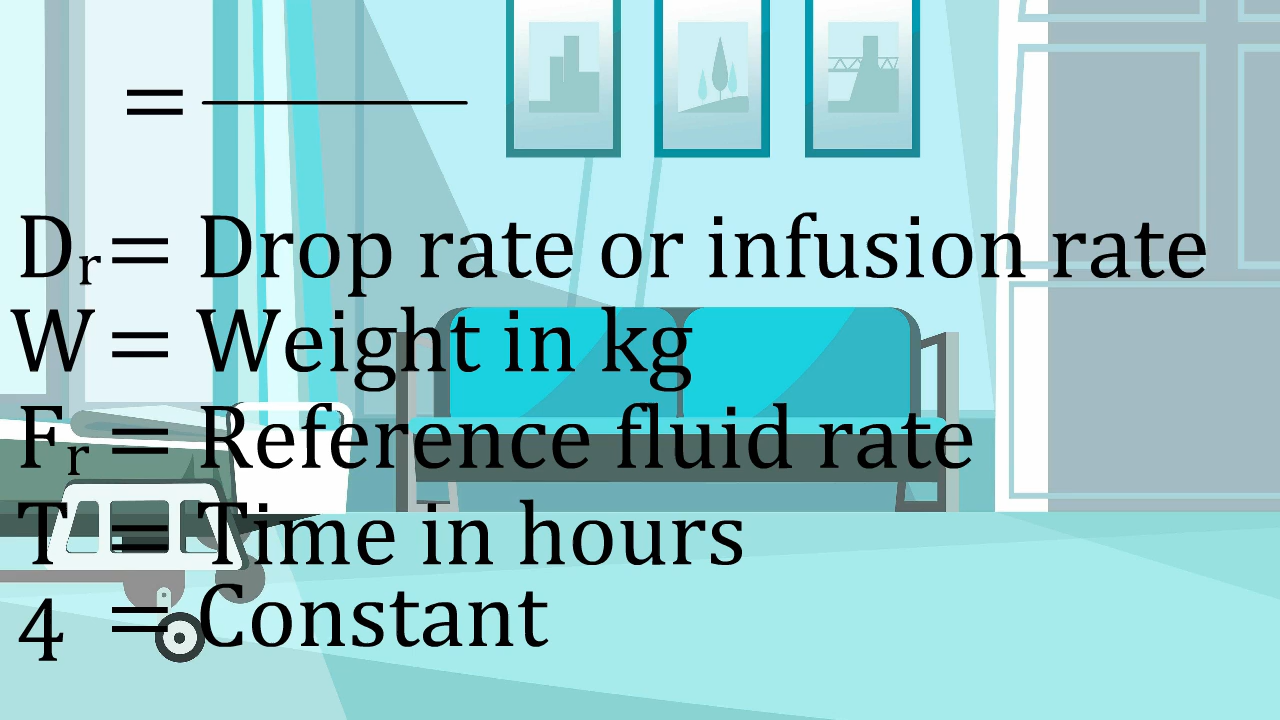 =
Dr = Drop rate or infusion rate
W = Weight in kg
Fr = Reference fluid rate
T = Time in hours
4 = Constant